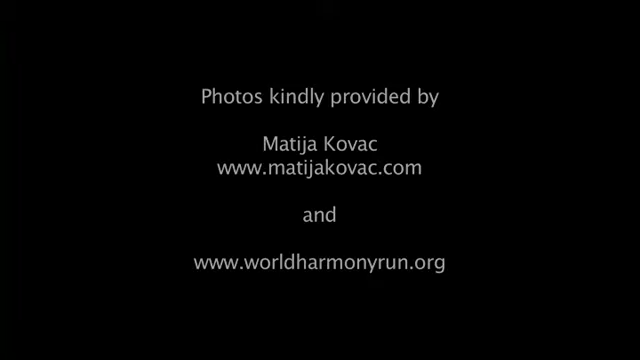 Photos kindly provided by
Matija Kovac
www.matijakovac.com
and
www.worldharmonyrun.org